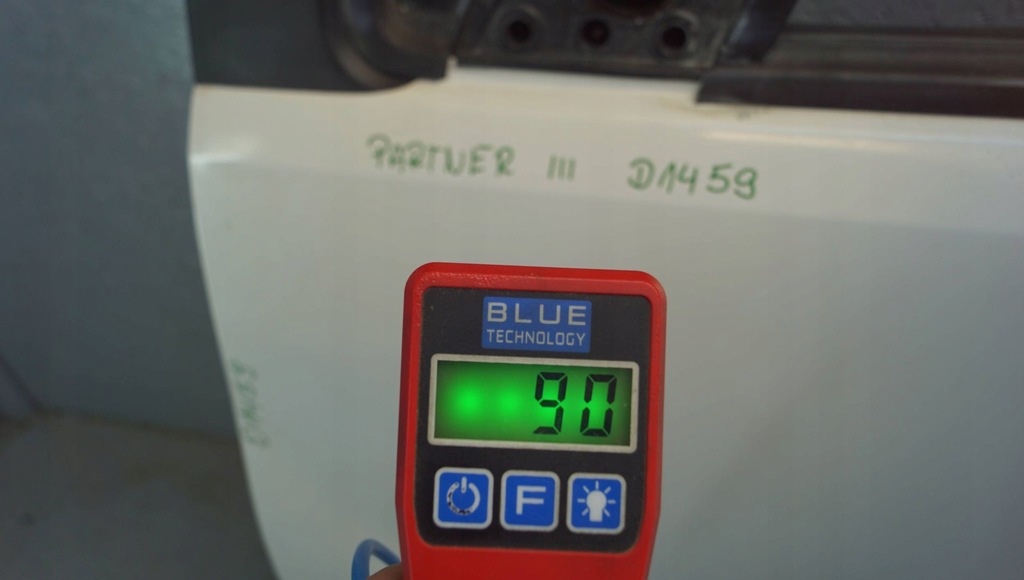 PARTNER III D1459
BLUE
TECHNOLOGY
90
F